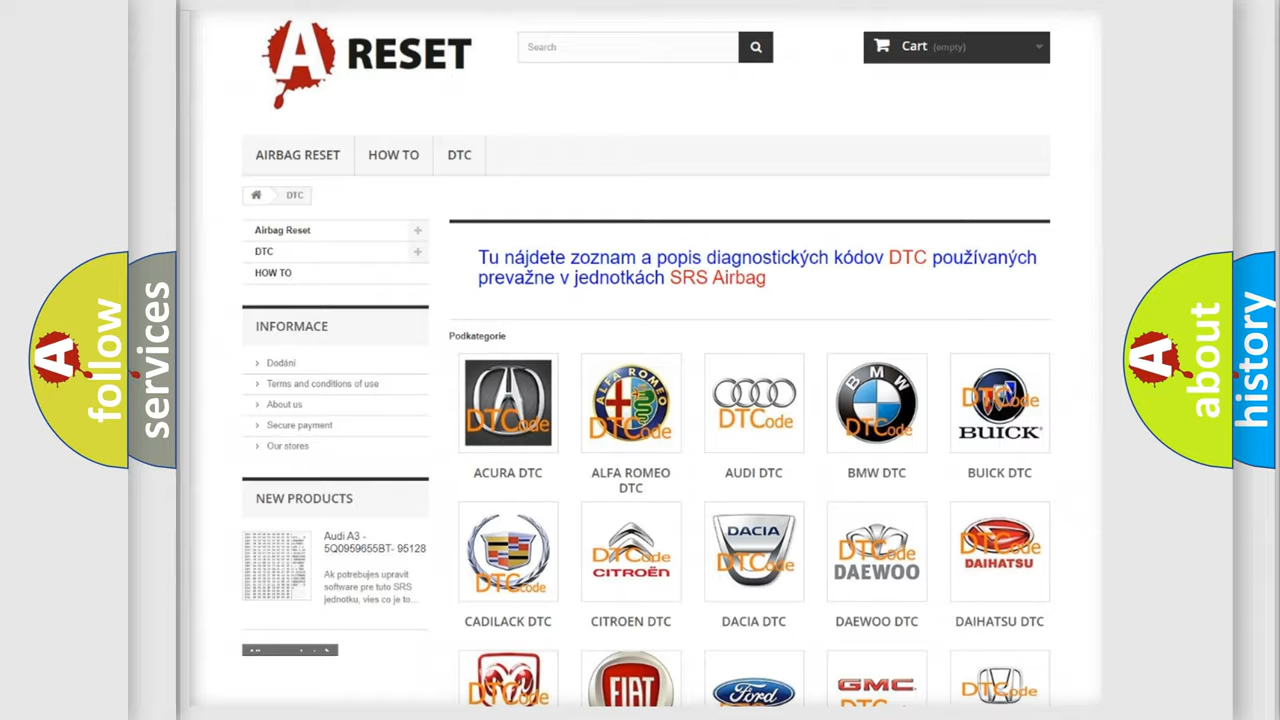 A RESET
Search
Cart (empty)
AIRBAG RESET
HOW TO
DTC
DTC
Airbag Reset
DTC
HOW TO
INFORMACE
Dodání
Terms and conditions of use
About us
Secure payment
Our stores
NEW PRODUCTS
Audi A3 -
5Q0959655BT- 95128
Ak potrebujes upravit
software pre tuto SRS
jednotku, vies co je to...
Tu nájdete zoznam a popis diagnostických kódov DTC používaných
prevažne v jednotkách SRS Airbag
Podkategorie
DTCode
ALFA ROMEO
DTCode
DTCode
BMW
DTCode
DTCode
BUICK
ACURA DTC
ALFA ROMEO
DTC
AUDI DTC
BMW DTC
BUICK DTC
DTCode
DTCode
CITROËN
DACIA
DTCode
DTCode
DAEWOO
DTCode
DAIHATSU
CADILACK DTC
CITROEN DTC
DACIA DTC
DAEWOO DTC
DAIHATSU DTC
DTCode
FIAT
Ford
GMC
DTCode
A follow
services
A about
history